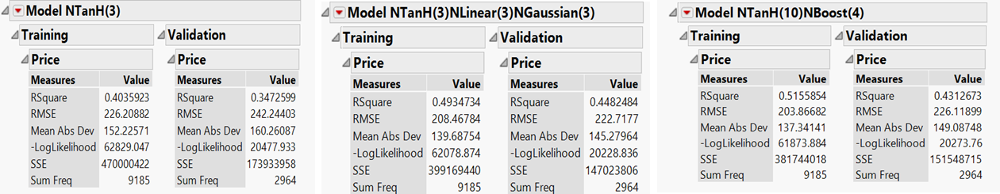 Model NTanH(3)
Training Validation
Price Price
Measures Value Measures Value
RSquare 0.4035923 RSquare 0.3472599
RMSE 226.20882 RMSE 242.24403
Mean Abs Dev 152.22571 Mean Abs Dev 160.26087
-LogLikelihood 62829.047 -LogLikelihood 20477.933
SSE 470000422 SSE 173933958
Sum Freq 9185 Sum Freq 2964
Model NTanH(3)NLinear(3)NGaussian(3)
Training Validation
Price Price
Measures Value Measures Value
RSquare 0.4934734 RSquare 0.4482484
RMSE 208.46784 RMSE 222.7177
Mean Abs Dev 139.68754 Mean Abs Dev 145.27964
-LogLikelihood 62078.874 -LogLikelihood 20228.836
SSE 399169440 SSE 147023806
Sum Freq 9185 Sum Freq 2964
Model NTanH(10)NBoost(4)
Training Validation
Price Price
Measures Value Measures Value
RSquare 0.5155854 RSquare 0.4312673
RMSE 203.86682 RMSE 226.11899
Mean Abs Dev 137.34141 Mean Abs Dev 149.08748
-LogLikelihood 61873.884 -LogLikelihood 20273.76
SSE 381744018 SSE 151548715
Sum Freq 9185 Sum Freq 2964